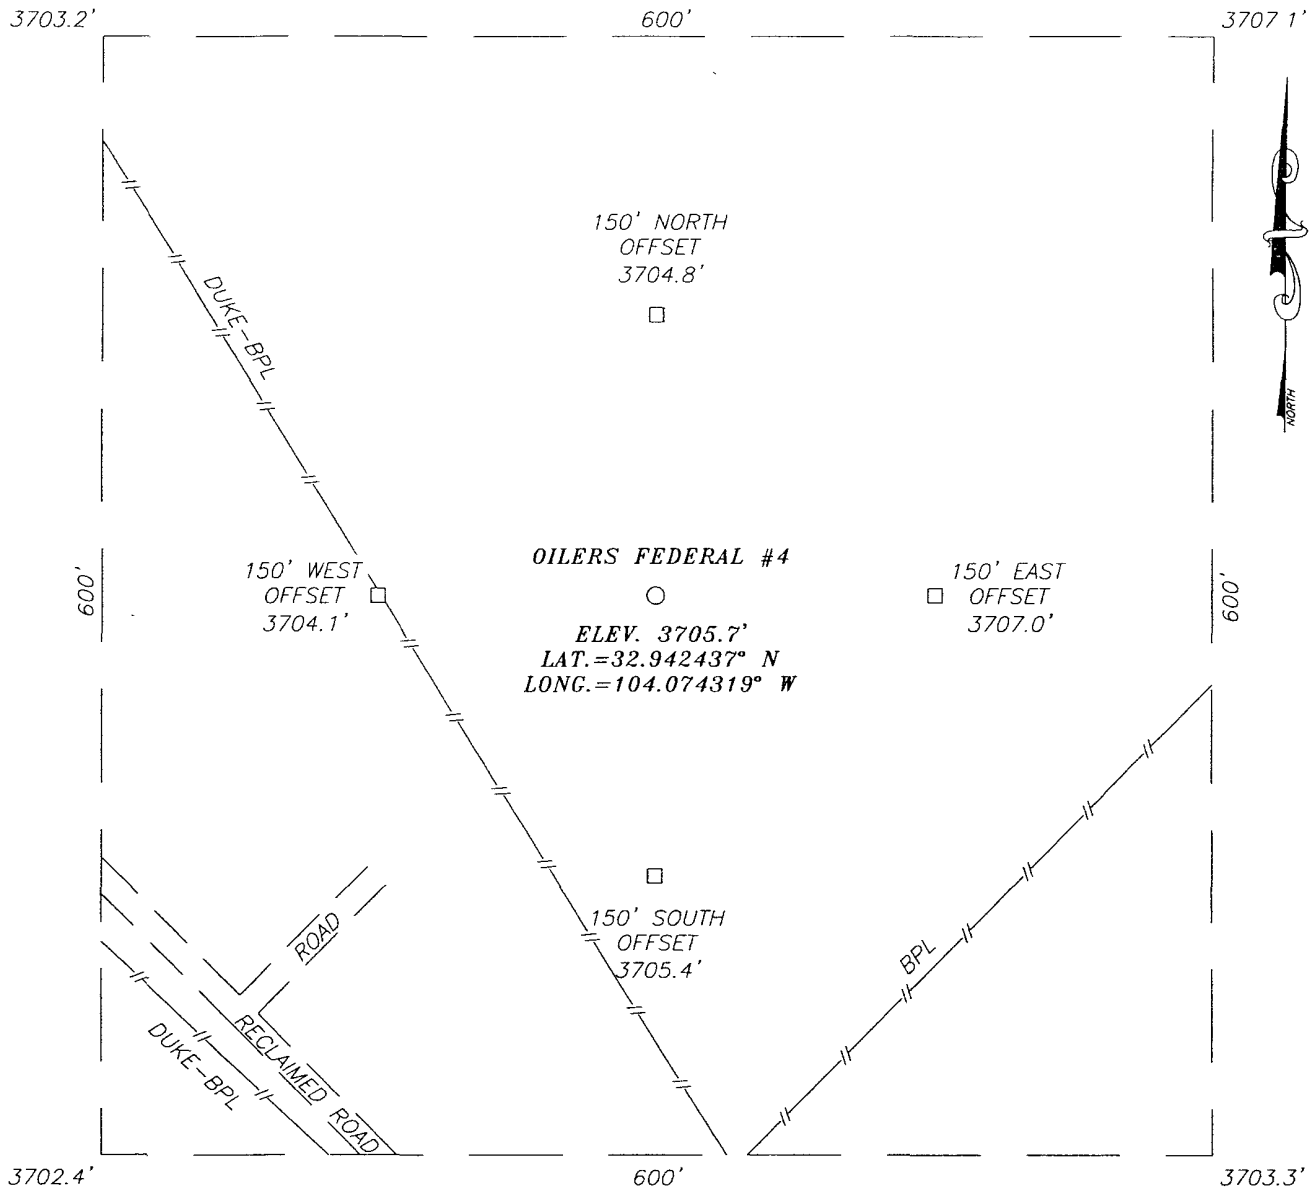 3703.2'
600'
3707 1'
150' NORTH
OFFSET
3704.8'
NORTH
DUKE-BPL
OILERS FEDERAL #4
150' WEST
OFFSET
3704.1'
600'
150' EAST
OFFSET
3707.0'
600'
ELEV. 3705.7'
LAT.=32.942437° N
LONG.=104.074319° W
150' SOUTH
OFFSET
3705.4'
ROAD
BPL
RECLAIMED ROAD
DUKE-BPL
3702.4'
600'
3703.3'